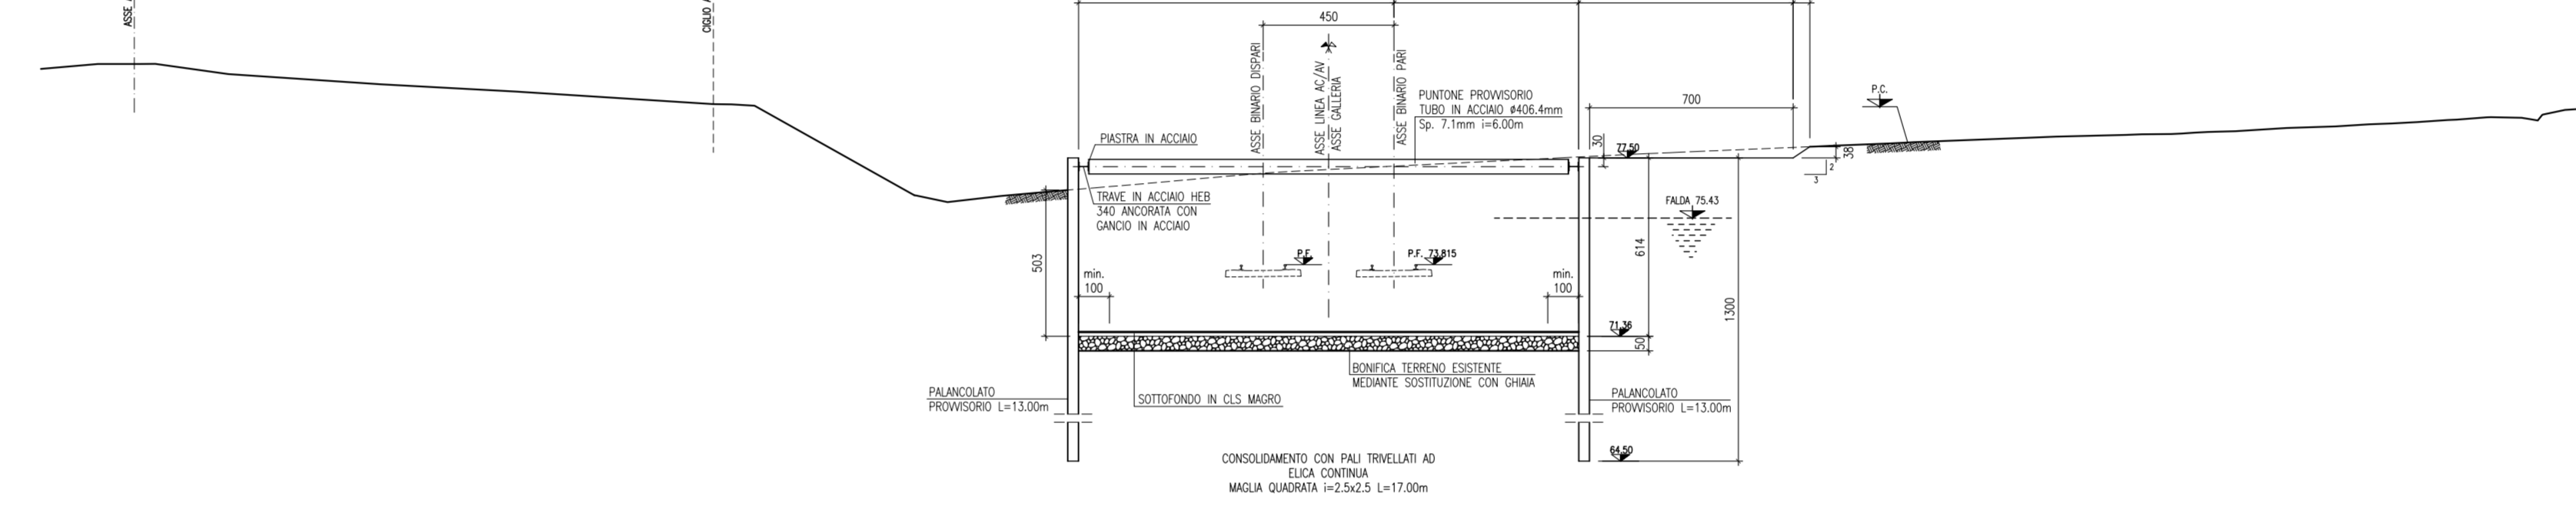 ASSE
CIGLIO
450
ASSE BINARIO DISPARI
ASSE LINEA AC/AV
ASSE GALLERIA
ASSE BINARIO PARI
PUNTONE PROVVISORIO
TUBO IN ACCIAIO ø406.4mm
Sp. 7.1mm i=6.00m
PIASTRA IN ACCIAIO
700
P.C.
30
77.50
38
2
3
TRAVE IN ACCIAIO HEB
340 ANCORATA CON
GANCIO IN ACCIAIO
FALDA 75.43
503
614
P.F.
P.F. 73.815
min.
100
min.
100
1300
71.36
50
BONIFICA TERRENO ESISTENTE
MEDIANTE SOSTITUZIONE CON GHIAIA
PALANCOLATO
PROVVISORIO L=13.00m
SOTTOFONDO IN CLS MAGRO
PALANCOLATO
PROVVISORIO L=13.00m
64.50
CONSOLIDAMENTO CON PALI TRIVELLATI AD
ELICA CONTINUA
MAGLIA QUADRATA i=2.5x2.5 L=17.00m